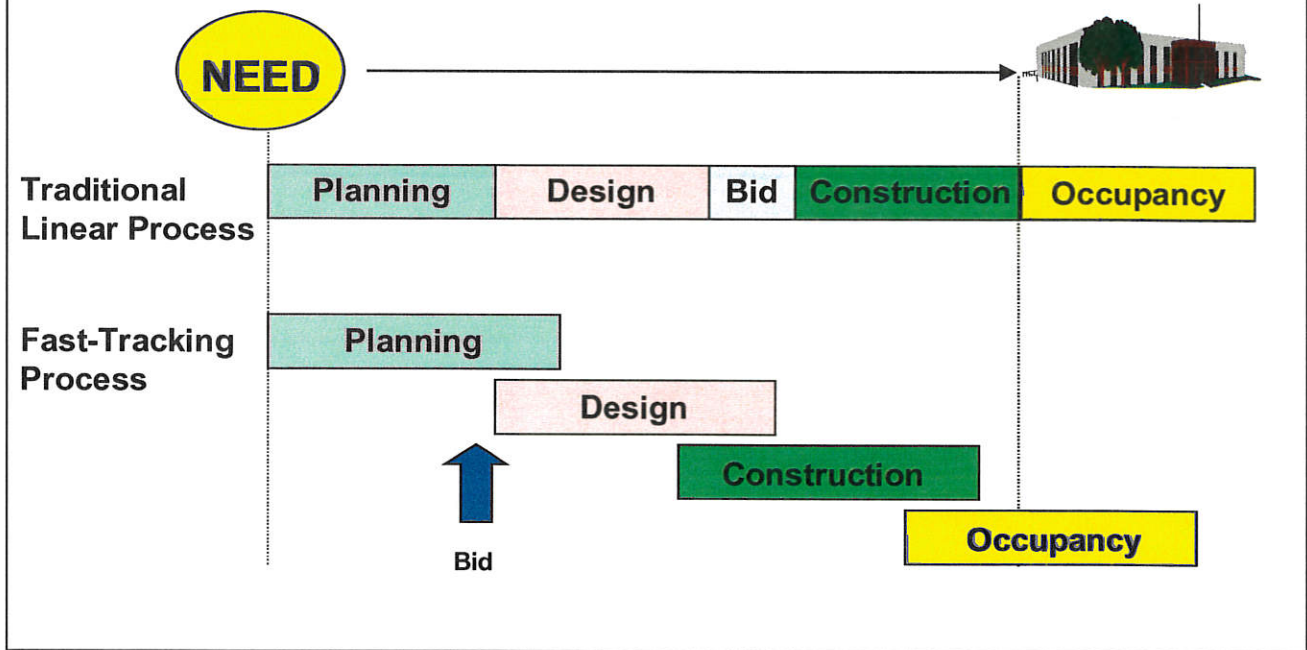 NEED
Traditional
Linear Process
Planning
Design
Bid
Construction
Occupancy
Fast-Tracking
Process
Planning
Design
Construction
Occupancy
Bid